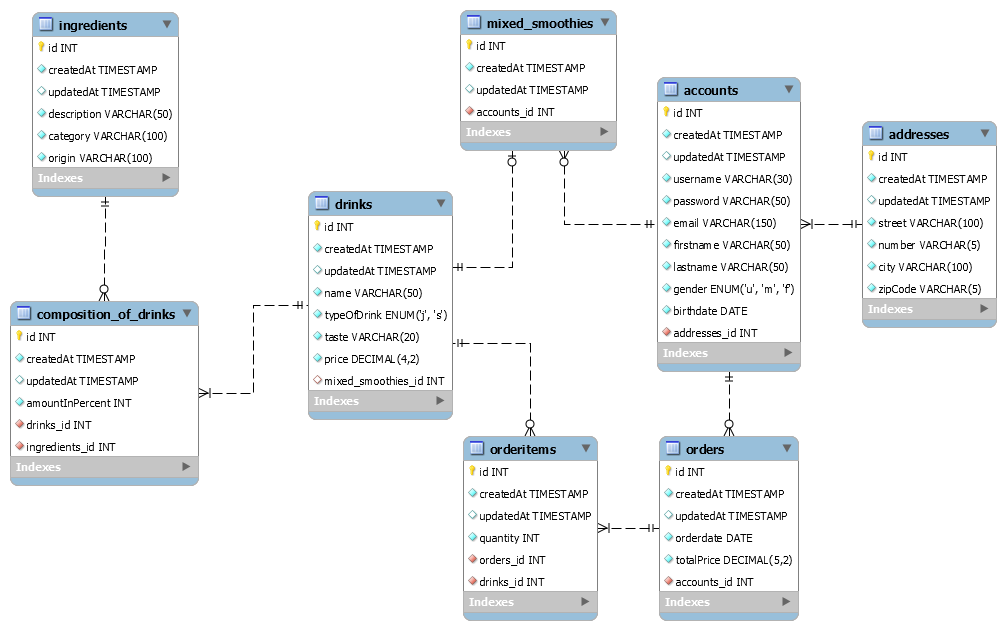 ingredients
id INT
createdAt TIMESTAMP
updatedAt TIMESTAMP
description VARCHAR(50)
category VARCHAR(100)
origin VARCHAR(100)
Indexes
mixed_smoothies
id INT
createdAt TIMESTAMP
updatedAt TIMESTAMP
accounts_id INT
Indexes
accounts
id INT
createdAt TIMESTAMP
updatedAt TIMESTAMP
username VARCHAR(30)
password VARCHAR(50)
email VARCHAR(150)
firstname VARCHAR(50)
lastname VARCHAR(50)
gender ENUM('u', 'm', 'f')
birthdate DATE
addresses_id INT
Indexes
addresses
id INT
createdAt TIMESTAMP
updatedAt TIMESTAMP
street VARCHAR(100)
number VARCHAR(5)
city VARCHAR(100)
zipCode VARCHAR(5)
Indexes
drinks
id INT
createdAt TIMESTAMP
updatedAt TIMESTAMP
name VARCHAR(50)
typeOfDrink ENUM('j', 's')
taste VARCHAR(20)
price DECIMAL(4,2)
mixed_smoothies_id INT
Indexes
composition_of_drinks
id INT
createdAt TIMESTAMP
updatedAt TIMESTAMP
amountInPercent INT
drinks_id INT
ingredients_id INT
Indexes
orderitems
id INT
createdAt TIMESTAMP
updatedAt TIMESTAMP
quantity INT
orders_id INT
drinks_id INT
Indexes
orders
id INT
createdAt TIMESTAMP
updatedAt TIMESTAMP
orderdate DATE
totalPrice DECIMAL(5,2)
accounts_id INT
Indexes